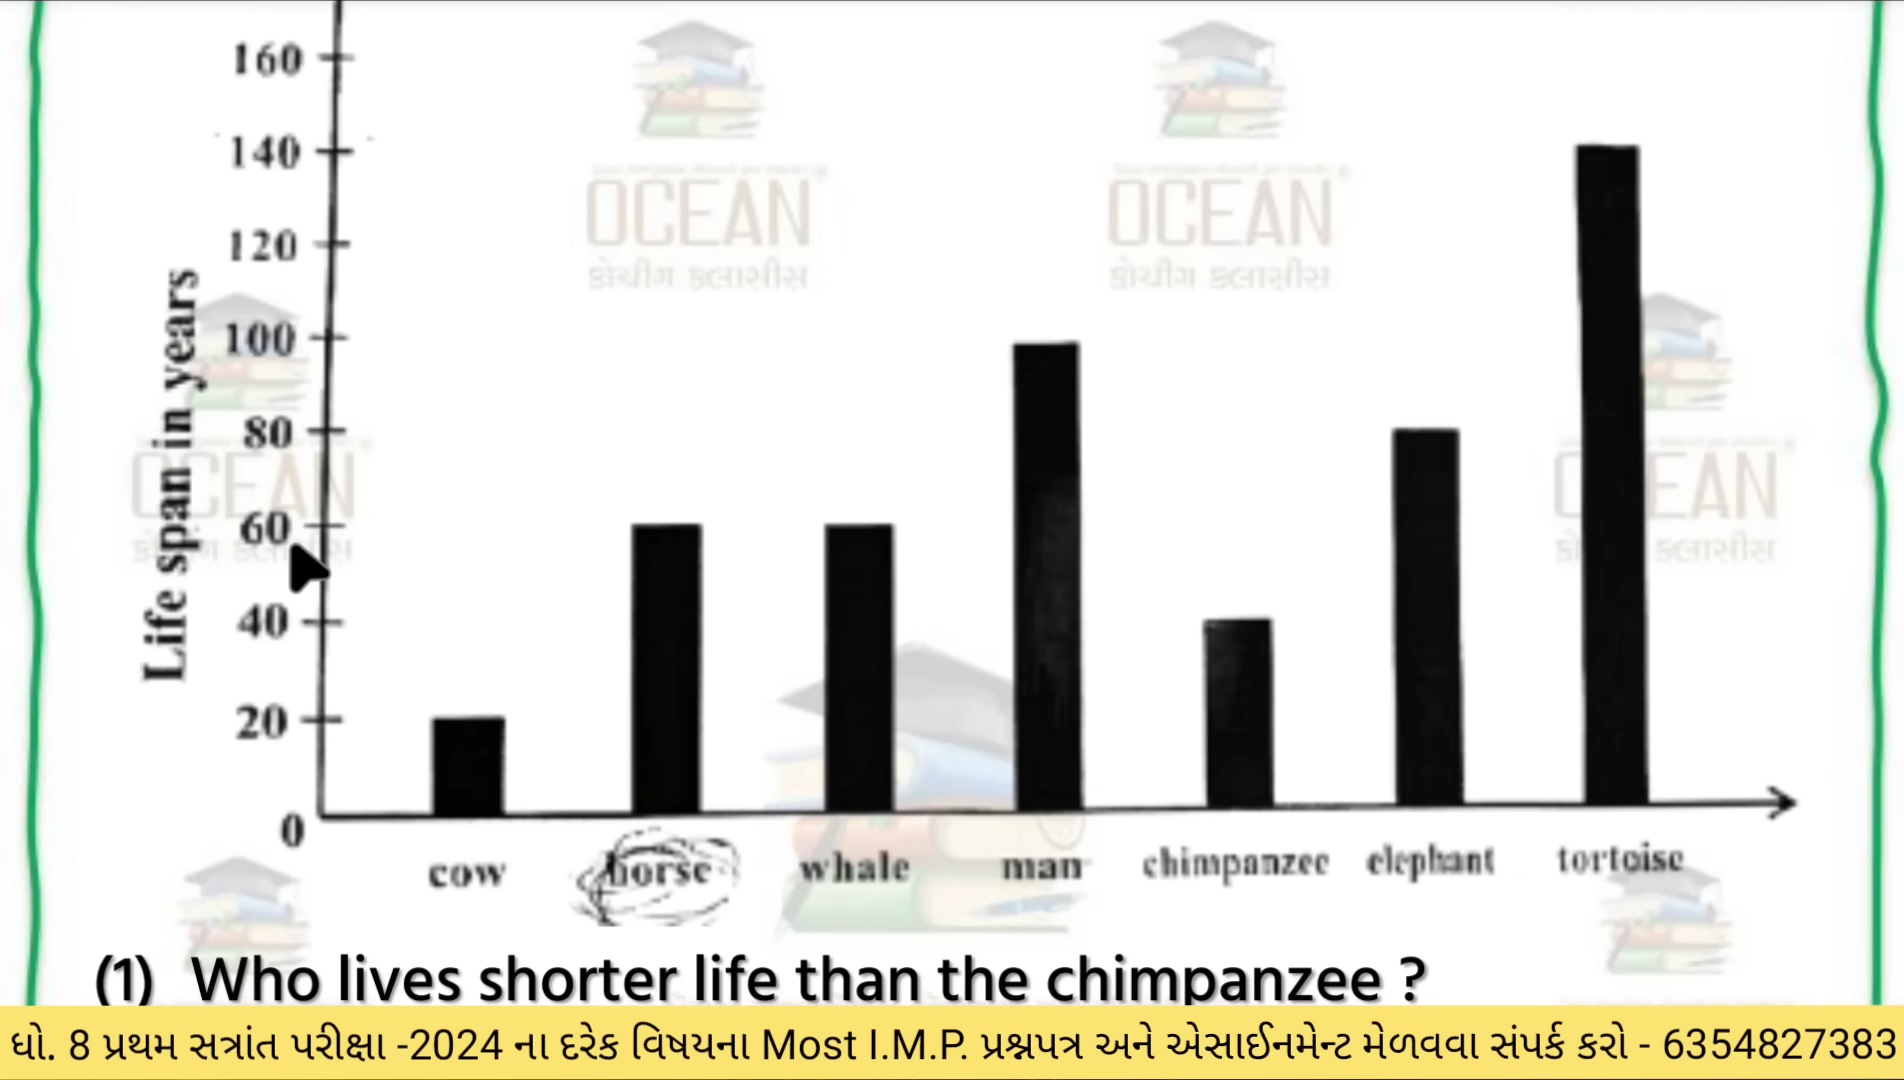 160
140
120
100
80
60
40
20
0
Life span in years
cow horse whale man chimpanzee elephant tortoise
OCEAN
કોચીંગ ક્લાસીસ
OCEAN
કોચીંગ ક્લાસીસ
OCEAN
કોચીંગ ક્લાસીસ
OCEAN
ક્લાસીસ
(1) Who lives shorter life than the chimpanzee ?
ધો. 8 પ્રથમ સત્રાંત પરીક્ષા -2024 ના દરેક વિષયના Most I.M.P. પ્રશ્નપત્ર અને એસાઈનમેન્ટ મેળવવા સંપર્ક કરો - 6354827383